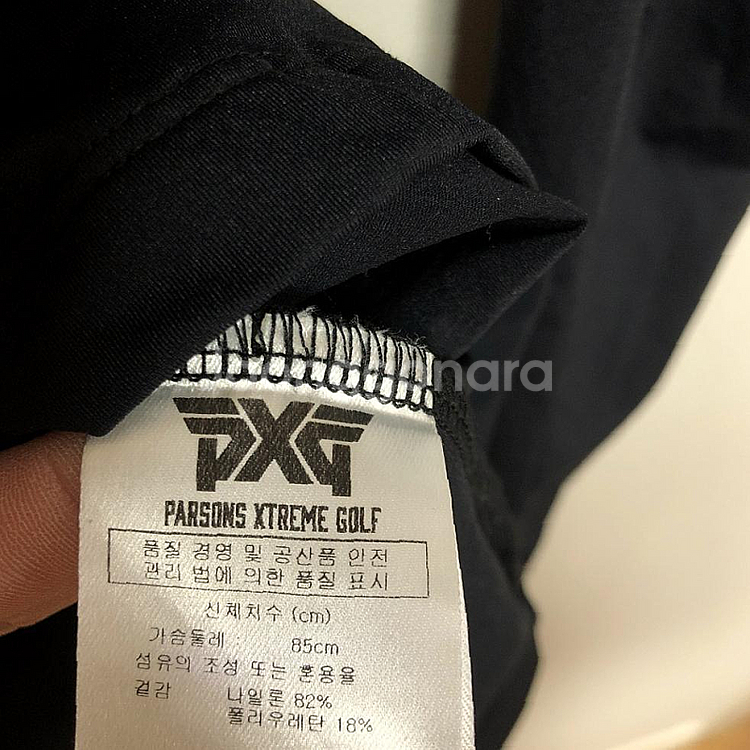 nara
PXG
PARSONS XTREME GOLF
품질 경영 및 공산품 안전
관리 법에 의한 품질 표시
신체치수 (cm)
가슴둘레 : 85cm
섬유의 조성 또는 혼용율
겉감 나일론 82%
폴리우레탄 18%